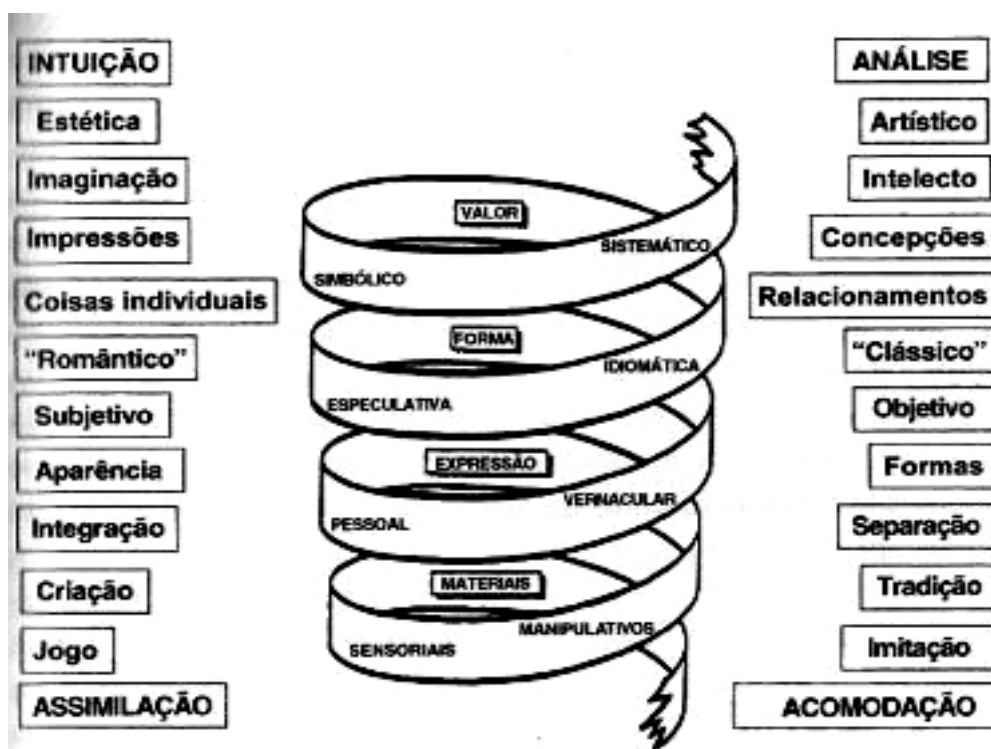 INTUIÇÃO
Estética
Imaginação
Impressões
Coisas individuais
"Romântico"
Subjetivo
Aparência
Integração
Criação
Jogo
ASSIMILAÇÃO
VALOR
SISTEMÁTICO
SIMBÓLICO
FORMA
IDIOMÁTICA
ESPECULATIVA
EXPRESSÃO
VERNACULAR
PESSOAL
MATERIAIS
MANIPULATIVOS
SENSORIAIS
ANÁLISE
Artístico
Intelecto
Concepções
Relacionamentos
"Clássico"
Objetivo
Formas
Separação
Tradição
Imitação
ACOMODAÇÃO